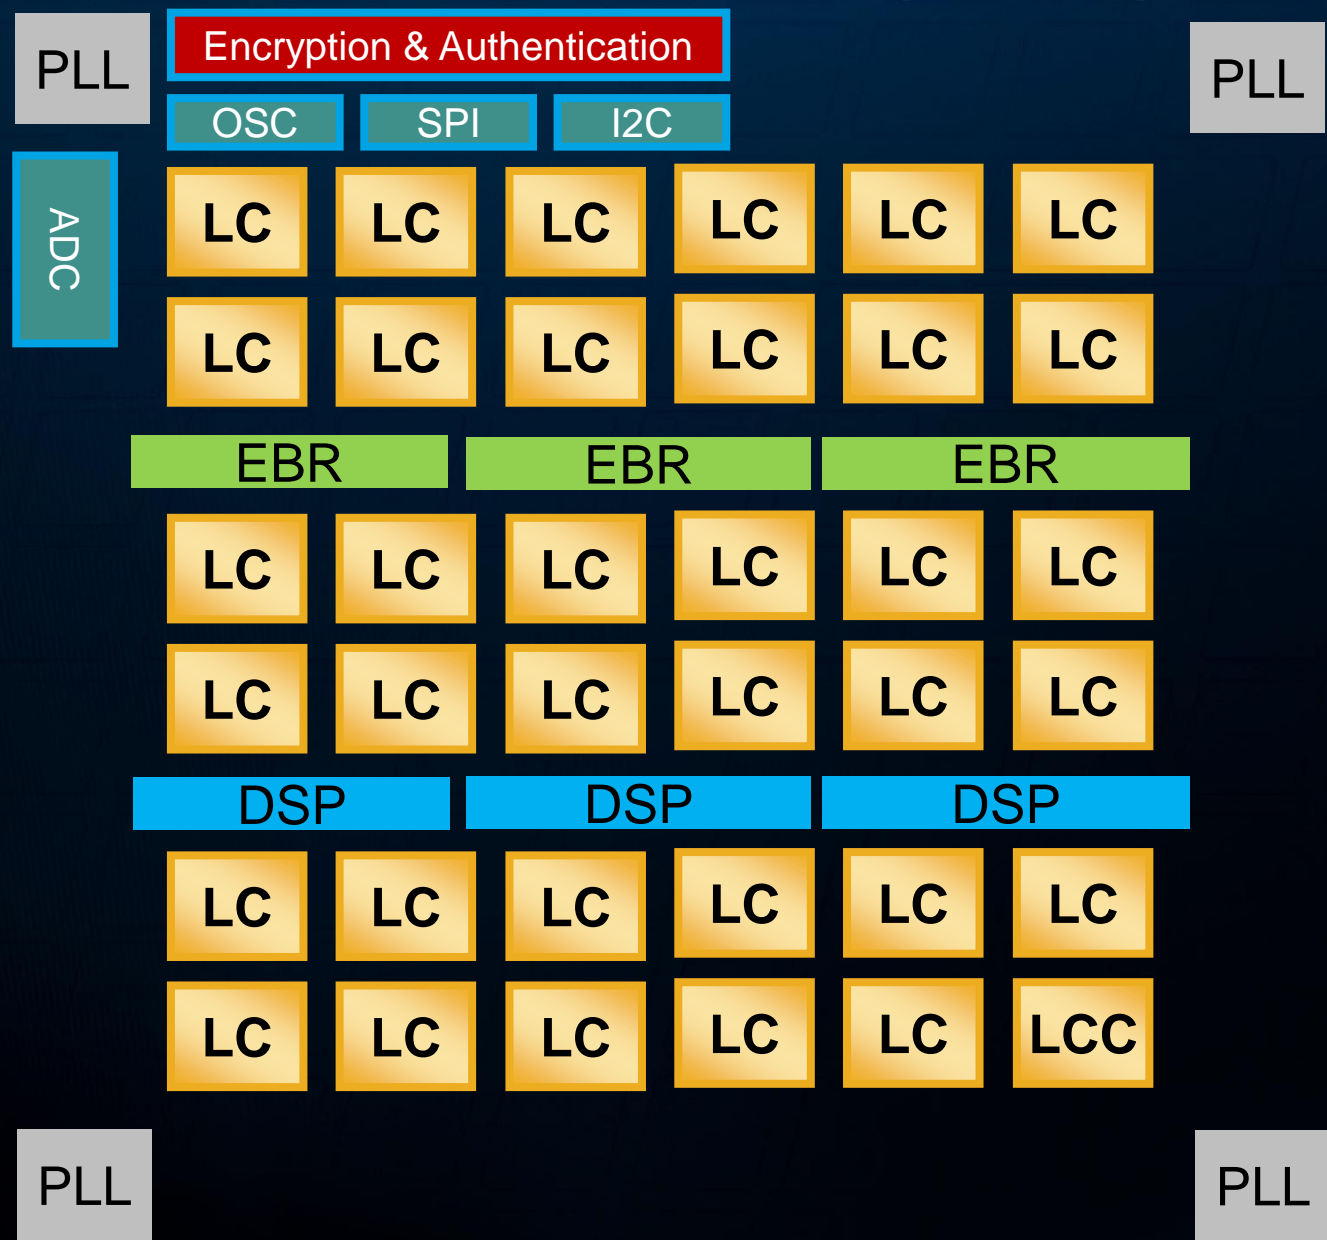 PLL
Encryption & Authentication
PLL
OSC SPI I2C
ADC
LC LC LC LC LC LC
LC LC LC LC LC LC
EBR EBR EBR
LC LC LC LC LC LC
LC LC LC LC LC LC
DSP DSP DSP
LC LC LC LC LC LC
LC LC LC LC LC LCC
PLL PLL